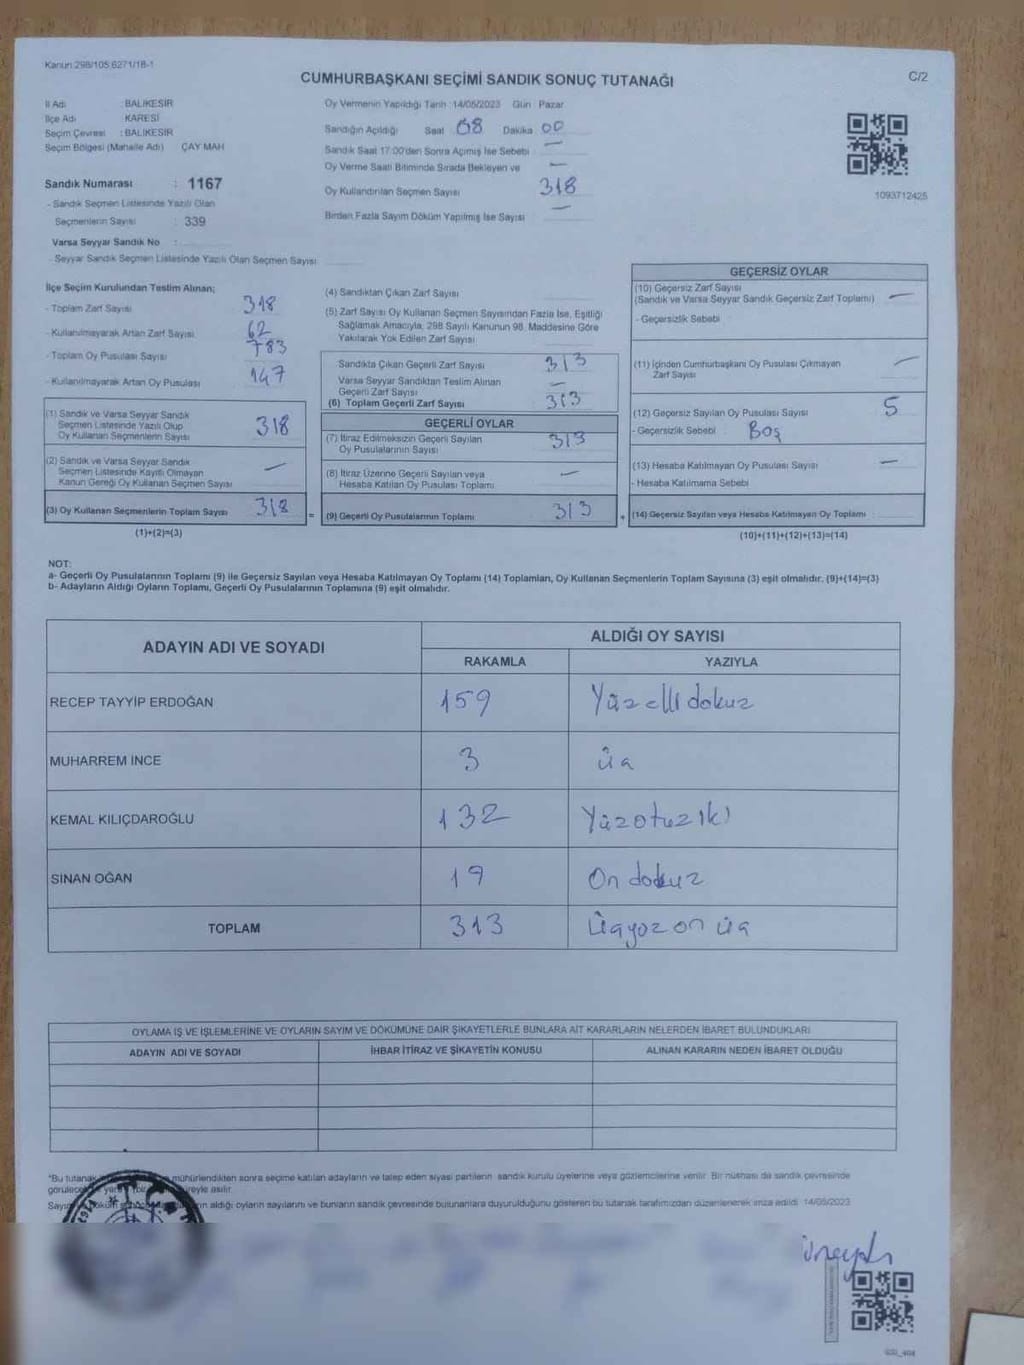 Kanun 298/105 6271/18-1
CUMHURBAŞKANI SEÇİMİ SANDIK SONUÇ TUTANAĞI
C/2
İl Adı : BALIKESİR
İlçe Adı KARESİ
Seçim Çevresi : BALIKESİR
Seçim Bölgesi (Mahalle Adı) ÇAY MAH
Sandık Numarası : 1167
- Sandık Seçmen Listesinde Yazılı Olan
Seçmenlerin Sayısı : 339
Varsa Seyyar Sandık No :
- Seyyar Sandık Seçmen Listesinde Yazılı Olan Seçmen Sayısı
Oy Vermenin Yapıldığı Tarih 14/05/2023 Gün Pazar
Sandığın Açıldığı Saat 08 Dakika 00
Sandık Saat 17:00'den Sonra Açılmış İse Sebebi —
Oy Verme Saati Bitiminde Sırada Bekleyen ve —
Oy Kullandırılan Seçmen Sayısı 318
Birden Fazla Sayım Döküm Yapılmış İse Sayısı —
1093712425
İlçe Seçim Kurulundan Teslim Alınan;
- Toplam Zarf Sayısı 318
- Kullanılmayarak Artan Zarf Sayısı 62
- Toplam Oy Pusulası Sayısı 783
- Kullanılmayarak Artan Oy Pusulası 147
(1) Sandık ve Varsa Seyyar Sandık
Seçmen Listesinde Yazılı Olup
Oy Kullanan Seçmenlerin Sayısı 318
(2) Sandık ve Varsa Seyyar Sandık
Seçmen Listesinde Kayıtlı Olmayan
Kanun Gereği Oy Kullanan Seçmen Sayısı —
(3) Oy Kullanan Seçmenlerin Toplam Sayısı 318
(1)+(2)=(3)
(4) Sandıktan Çıkan Zarf Sayısı
(5) Zarf Sayısı Oy Kullanan Seçmen Sayısından Fazla İse, Eşitliği
Sağlamak Amacıyla, 298 Sayılı Kanunun 98. Maddesine Göre
Yakılarak Yok Edilen Zarf Sayısı
Sandıkta Çıkan Geçerli Zarf Sayısı 313
Varsa Seyyar Sandıktan Teslim Alınan
Geçerli Zarf Sayısı —
(6) Toplam Geçerli Zarf Sayısı 313
GEÇERLİ OYLAR
(7) İtiraz Edilmeksizin Geçerli Sayılan
Oy Pusulalarının Sayısı 313
(8) İtiraz Üzerine Geçerli Sayılan veya
Hesaba Katılan Oy Pusulası Toplamı —
= (9) Geçerli Oy Pusulalarının Toplamı 313
GEÇERSİZ OYLAR
(10) Geçersiz Zarf Sayısı
(Sandık ve Varsa Seyyar Sandık Geçersiz Zarf Toplamı) —
- Geçersizlik Sebebi
(11) İçinden Cumhurbaşkanı Oy Pusulası Çıkmayan
Zarf Sayısı —
(12) Geçersiz Sayılan Oy Pusulası Sayısı 5
- Geçersizlik Sebebi Boş
(13) Hesaba Katılmayan Oy Pusulası Sayısı —
- Hesaba Katılmama Sebebi
+ (14) Geçersiz Sayılan veya Hesaba Katılmayan Oy Toplamı
(10)+(11)+(12)+(13)=(14)
NOT:
a- Geçerli Oy Pusulalarının Toplamı (9) ile Geçersiz Sayılan veya Hesaba Katılmayan Oy Toplamı (14) Toplamları, Oy Kullanan Seçmenlerin Toplam Sayısına (3) eşit olmalıdır. (9)+(14)=(3)
b- Adayların Aldığı Oyların Toplamı, Geçerli Oy Pusulalarının Toplamına (9) eşit olmalıdır.
ADAYIN ADI VE SOYADI ALDIĞI OY SAYISI
RAKAMLA YAZIYLA
RECEP TAYYİP ERDOĞAN 159 Yüzelli dokuz
MUHARREM İNCE 3 üç
KEMAL KILIÇDAROĞLU 132 Yüzotuz iki
SİNAN OĞAN 19 On dokuz
TOPLAM 313 Üçyüz on üç
OYLAMA İŞ VE İŞLEMLERİNE VE OYLARIN SAYIM VE DÖKÜMÜNE DAİR ŞİKAYETLERLE BUNLARA AİT KARARLARIN NELERDEN İBARET BULUNDUKLARI
ADAYIN ADI VE SOYADI İHBAR İTİRAZ VE ŞİKAYETİN KONUSU ALINAN KARARIN NEDEN İBARET OLDUĞU
*Bu tutanak mühürlendikten sonra seçime katılan adayların ve talep eden siyasi partilerin sandık kurulu üyelerine veya gözlemcilerine verilir. Bir nüshası da sandık çevresinde
asılır.
aldığı oyların sayılarını ve bunların sandık çevresinde bulunanlara duyurulduğunu gösteren bu tutanak tarafımızdan düzenlenerek imza edildi. 14/05/2023